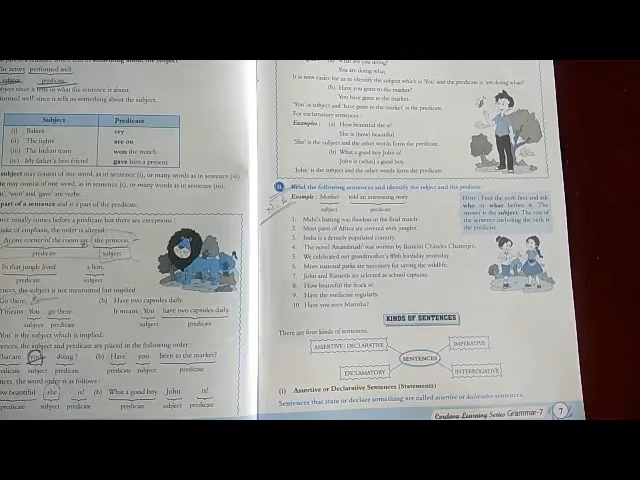 performed well.
subject predicate
subject since it tells us what the sentence is about.
performed well' since it tells us something about the subject.
Subject Predicate
(i) Babies cry
(ii) The lights are on
(iii) The Indian team won the match
(iv) My father's best friend gave him a present
subject may consist of one word, as in sentence (i), or many words as in sentence (iii).
may consist of one word, as in sentence (i), or many words as in sentence (iii).
'won' and 'gave' are verbs.
part of a sentence and is a part of the predicate.
usually comes before a predicate but there are exceptions :
sake of emphasis, the order is altered
At one corner of the room sat the princess.
predicate subject
In that jungle lived a lion.
predicate subject
the subject is not mentioned but implied.
Go there. (b) Have two capsules daily.
It means You go there. It means : You have two capsules daily.
subject predicate subject predicate
'You' is the subject which is implied.
the subject and predicate are placed in the following order
What are you doing? (b) Have you been to the market?
predicate subject predicate predicate subject predicate
the word order is as follows :
How beautiful she is! (b) What a good boy John is!
predicate subject predicate predicate subject predicate
(a) What are you doing?
You are doing what.
It is now easier for us to identify the subject which is 'You' and the predicate is 'are doing what?'
(b) Have you gone to the market?
You have gone to the market.
'You' is subject and 'have gone to the market' is the predicate.
For exclamatory sentences :
Examples : (a) How beautiful she is!
She is (how) beautiful.
'She' is the subject and the other words form the predicate.
(b) What a good boy John is!
John is (what) a good boy.
'John' is the subject and the other words form the predicate.
Read the following sentences and identify the subject and the predicate.
Example : Mother told an interesting story.
subject predicate
Hint : Find the verb first and ask
who or what before it. The
answer is the subject. The rest of
the sentence including the verb is
the predicate.
1. Mahi's batting was flawless in the final match.
2. Most parts of Africa are covered with jungles.
3. India is a densely populated country.
4. The novel 'Anandmath' was written by Bankim Chandra Chatterjee.
5. We celebrated our grandmother's 85th birthday yesterday.
6. More national parks are necessary for saving the wildlife.
7. John and Ramesh are selected as school captains.
8. How beautiful the frock is!
9. Have the medicine regularly.
10. Have you seen Manisha?
KINDS OF SENTENCES
There are four kinds of sentences.
ASSERTIVE / DECLARATIVE IMPERATIVE
SENTENCES
EXCLAMATORY INTERROGATIVE
(i) Assertive or Declarative Sentences (Statements)
Sentences that state or declare something are called assertive or declarative sentences.
Cordova Learning Series Grammar-7 7